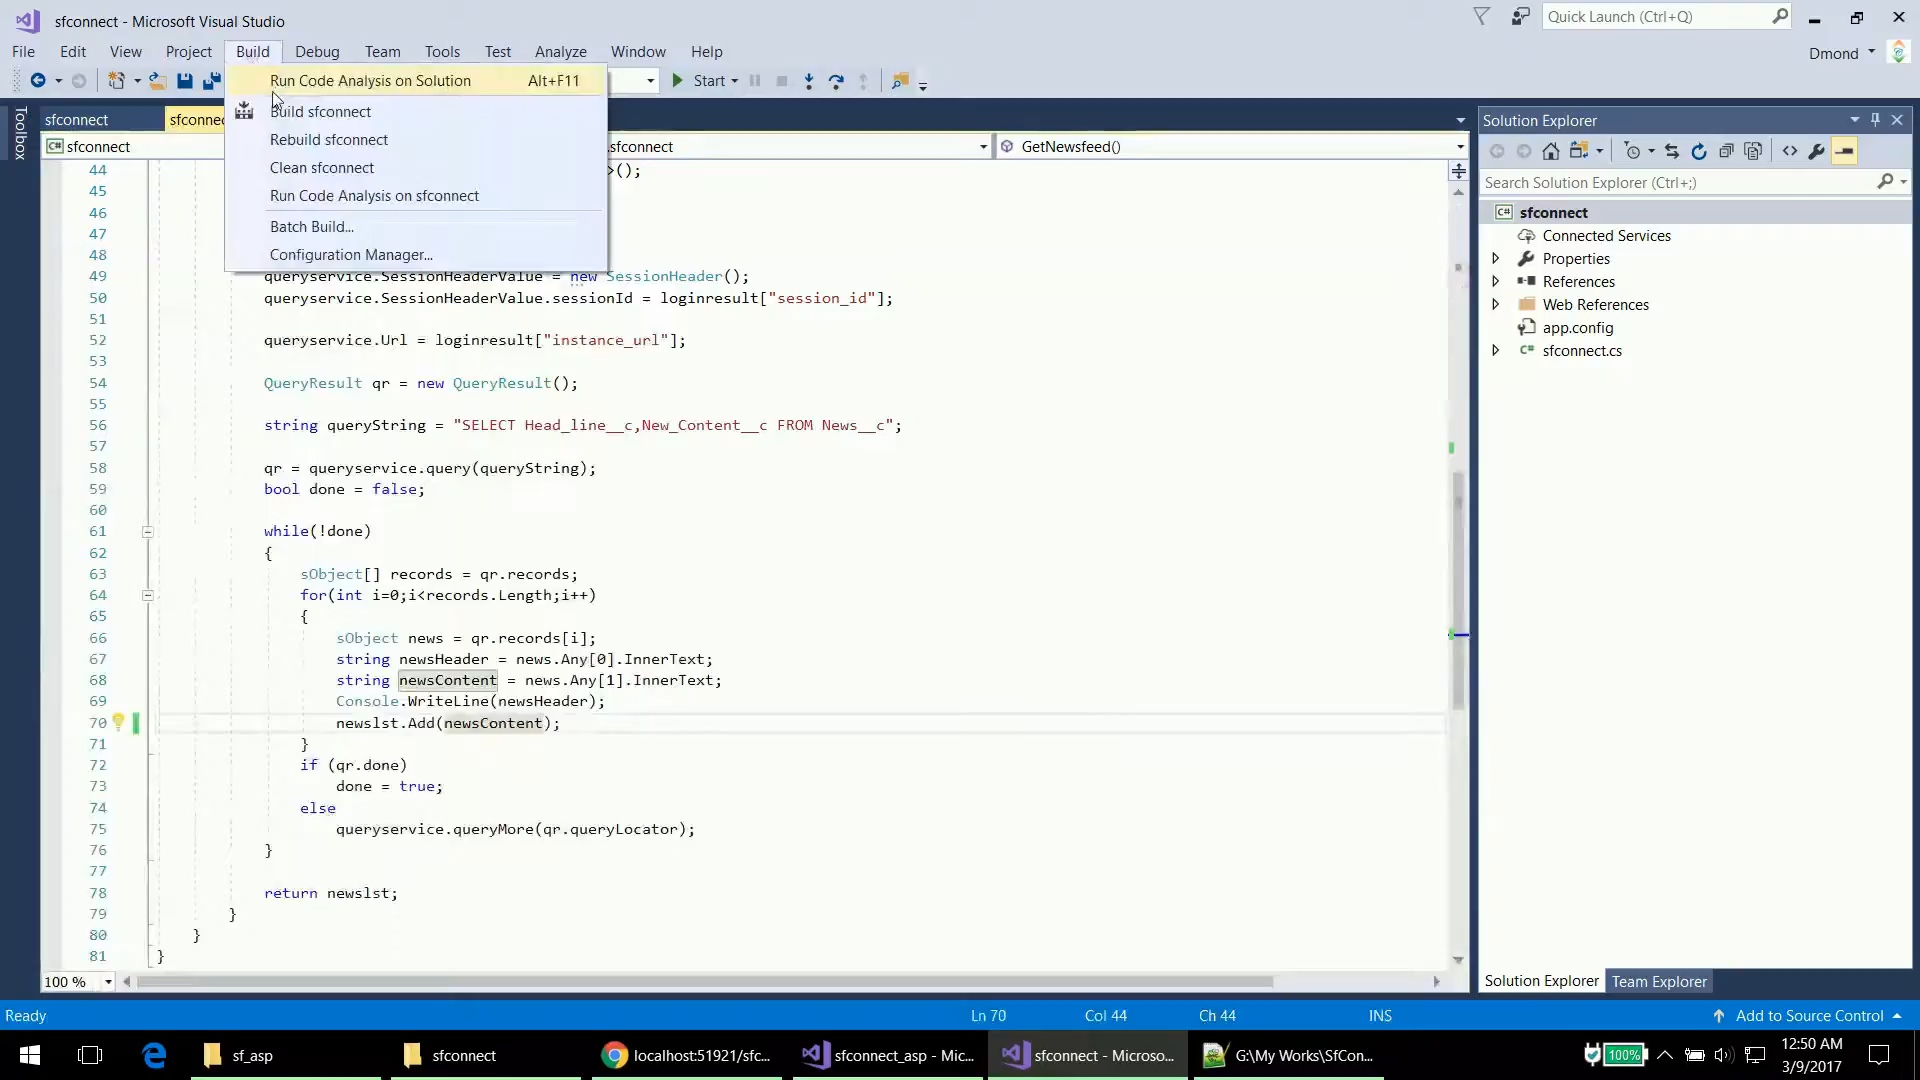 sfconnect - Microsoft Visual Studio
Quick Launch (Ctrl+Q)
File Edit View Project Build Debug Team Tools Test Analyze Window Help
Dmond
Start
Run Code Analysis on Solution Alt+F11
Build sfconnect
Rebuild sfconnect
Clean sfconnect
Run Code Analysis on sfconnect
Batch Build...
Configuration Manager...
Toolbox
sfconnect
sfconnec
sfconnect
.sfconnect
GetNewsfeed()
44 >();
45
46
47
48
49 queryservice.SessionHeaderValue = new SessionHeader();
50 queryservice.SessionHeaderValue.sessionId = loginresult["session_id"];
51
52 queryservice.Url = loginresult["instance_url"];
53
54 QueryResult qr = new QueryResult();
55
56 string queryString = "SELECT Head_line__c,New_Content__c FROM News__c";
57
58 qr = queryservice.query(queryString);
59 bool done = false;
60
61 while(!done)
62 {
63 sObject[] records = qr.records;
64 for(int i=0;i<records.Length;i++)
65 {
66 sObject news = qr.records[i];
67 string newsHeader = news.Any[0].InnerText;
68 string newsContent = news.Any[1].InnerText;
69 Console.WriteLine(newsHeader);
70 newslst.Add(newsContent);
71 }
72 if (qr.done)
73 done = true;
74 else
75 queryservice.queryMore(qr.queryLocator);
76 }
77
78 return newslst;
79 }
80 }
81 }
100 %
Solution Explorer
Search Solution Explorer (Ctrl+;)
C# sfconnect
Connected Services
Properties
References
Web References
app.config
C# sfconnect.cs
Solution Explorer Team Explorer
Ready Ln 70 Col 44 Ch 44 INS Add to Source Control
sf_asp
sfconnect
localhost:51921/sfc...
sfconnect_asp - Mic...
sfconnect - Microso...
G:\My Works\SfCon...
100%
12:50 AM
3/9/2017